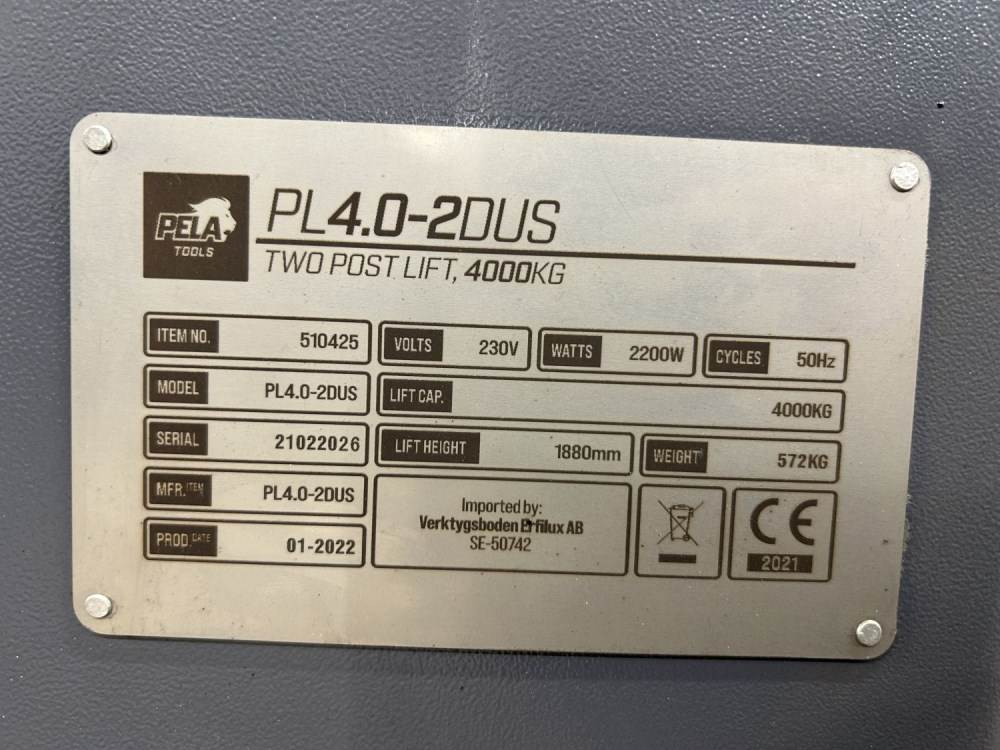 PELA
TOOLS
PL4.0-2DUS
TWO POST LIFT, 4000KG
ITEM NO. 510425
VOLTS 230V
WATTS 2200W
CYCLES 50Hz
MODEL PL4.0-2DUS
LIFT CAP. 4000KG
SERIAL 21022026
LIFT HEIGHT 1880mm
WEIGHT 572KG
MFR. ITEM PL4.0-2DUS
PROD. DATE 01-2022
Imported by:
Verktygsboden Erfilux AB
SE-50742
CE
2021